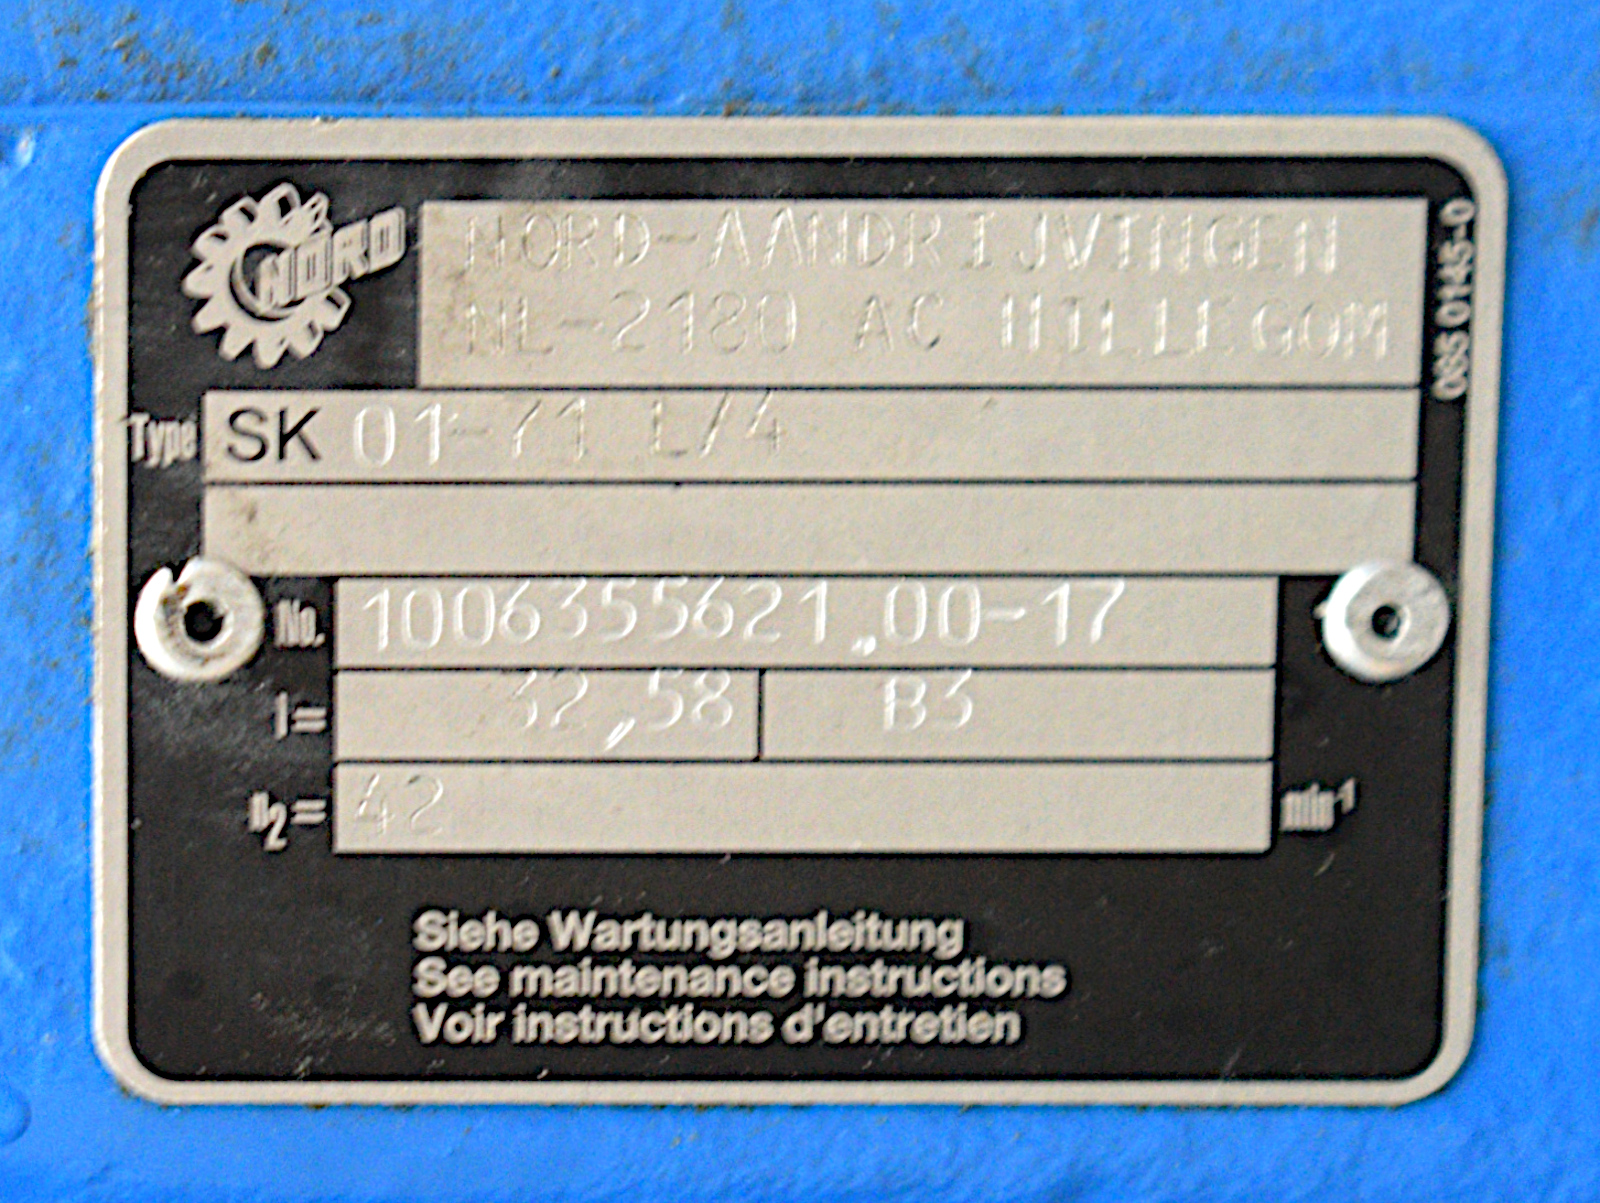 NORD
NORD-AANDRIJVINGEN
NL-2180 AC HILLEGOM
085 0145-0
Type SK 01-71 L/4
No. 1006355621.00-17
i= 32,58 B3
n2= 42 min-1
Siehe Wartungsanleitung
See maintenance instructions
Voir instructions d'entretien